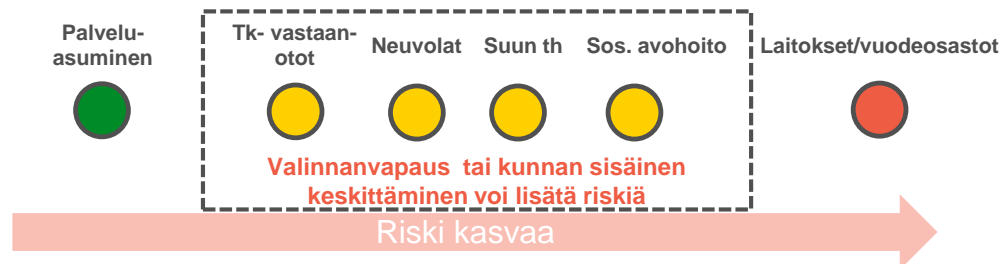 Palvelu-
asuminen
Tk- vastaan-
otot
Neuvolat
Suun th
Sos. avohoito
Laitokset/vuodeosastot
Valinnanvapaus tai kunnan sisäinen
keskittäminen voi lisätä riskiä
Riski kasvaa